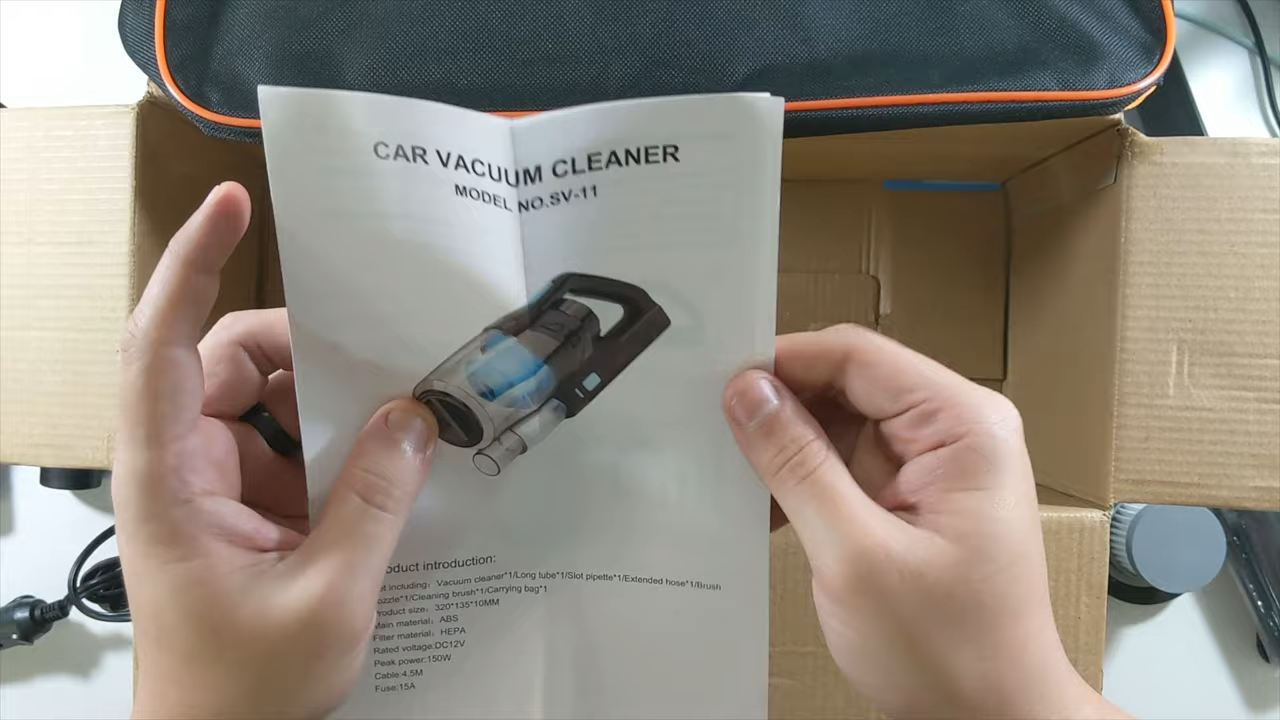 CAR VACUUM CLEANER
MODEL NO.SV-11
oduct introduction:
et including: Vacuum cleaner*1/Long tube*1/Slot pipette*1/Extended hose*1/Brush
ozzle*1/Cleaning brush*1/Carrying bag*1
roduct size: 320*135*10MM
ain material: ABS
Filter material: HEPA
Rated voltage:DC12V
Peak power:150W
Cable:4.5M
Fuse:15A